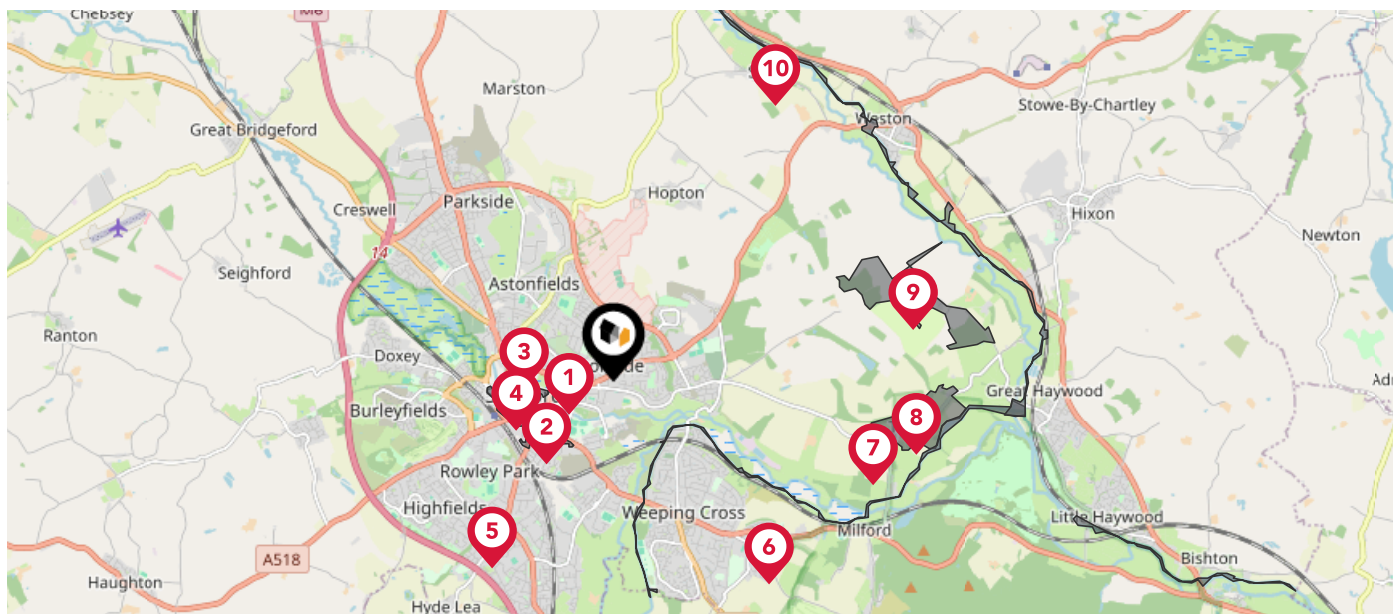 Chebsey
M6
10
Marston
Stowe-By-Chartley
Weston
Great Bridgeford
Hopton
Parkside
Creswell
Hixon
Newton
14
Seighford
Astonfields
9
Ranton
3
Doxey
1
4
Great Haywood
Burleyfields
8
2
7
Rowley Park
Highfields
Weeping Cross
Little Haywood
5
Milford
6
A518
Bishton
Haughton
Hyde Lea